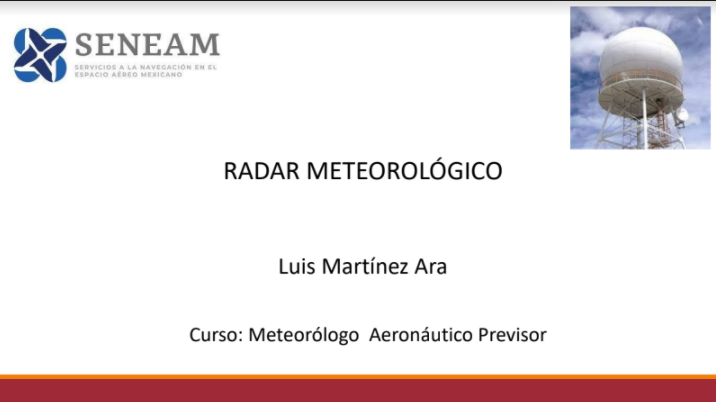 SENEAM
SERVICIOS A LA NAVEGACIÓN EN EL
ESPACIO AÉREO MEXICANO
RADAR METEOROLÓGICO
Luis Martínez Ara
Curso: Meteorólogo  Aeronáutico Previsor